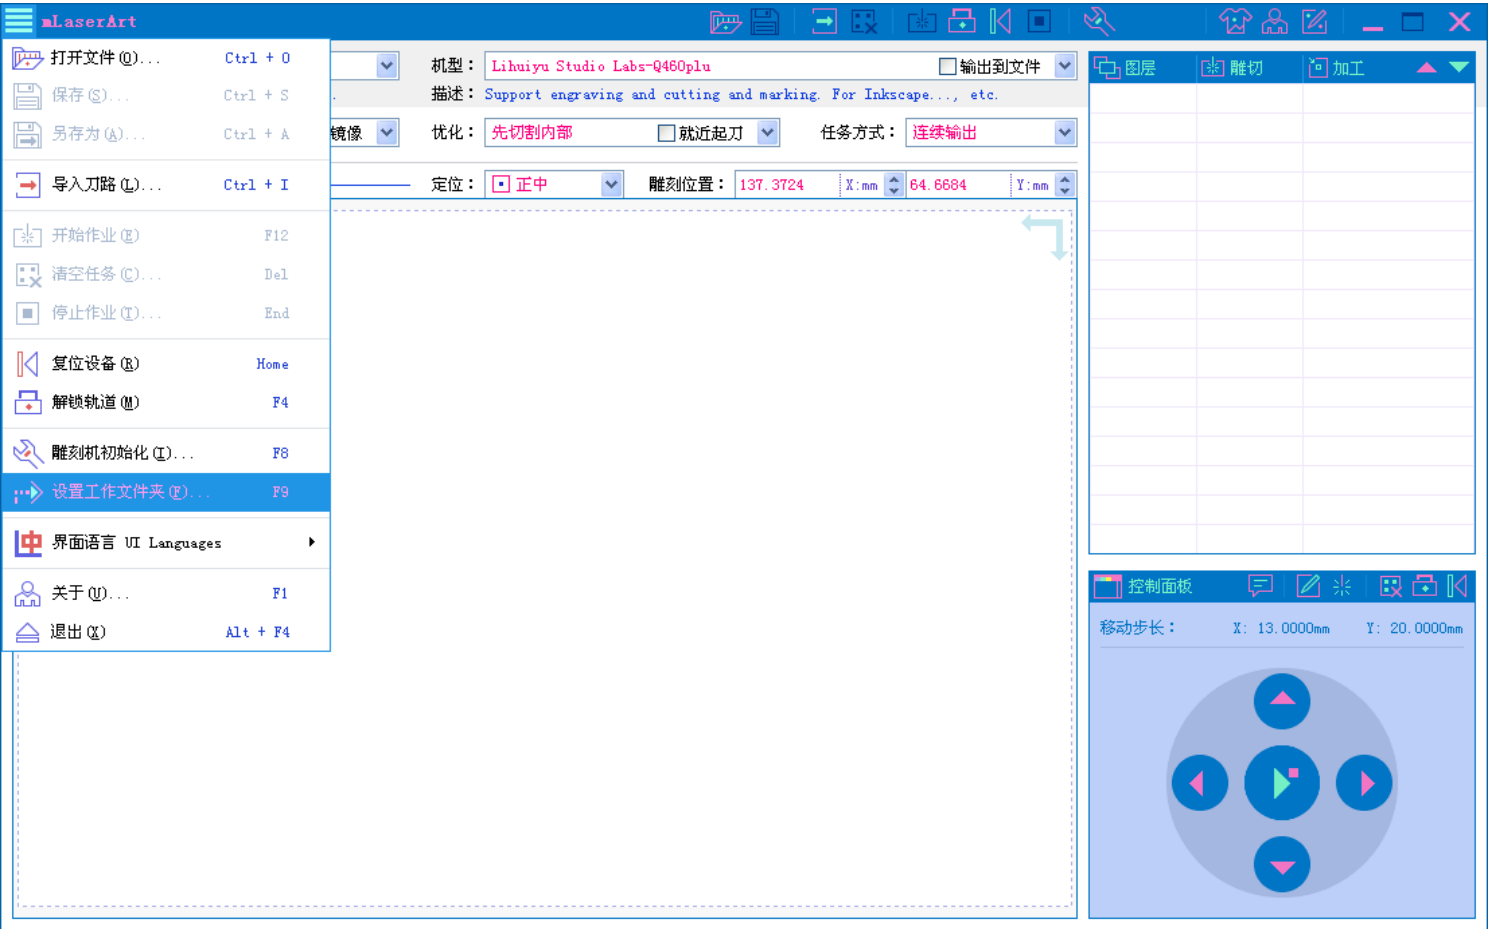 mLaserArt
打开文件(O)... Ctrl + O
保存(S)... Ctrl + S
另存为(A)... Ctrl + A
导入刀路(L)... Ctrl + I
开始作业(E) F12
清空任务(C)... Del
停止作业(T)... End
复位设备(R) Home
解锁轨道(M) F4
雕刻机初始化(I)... F8
设置工作文件夹(F)... F9
界面语言 UI Languages
关于(U)... F1
退出(X) Alt + F4
机型： Lihuiyu Studio Labs-Q460plu 输出到文件
描述： Support engraving and cutting and marking. For Inkscape..., etc.
镜像 优化： 先切割内部 就近起刀 任务方式： 连续输出
定位： 正中 雕刻位置： 137.3724 X:mm 64.6684 Y:mm
图层 雕切 加工
控制面板
移动步长： X: 13.0000mm Y: 20.0000mm